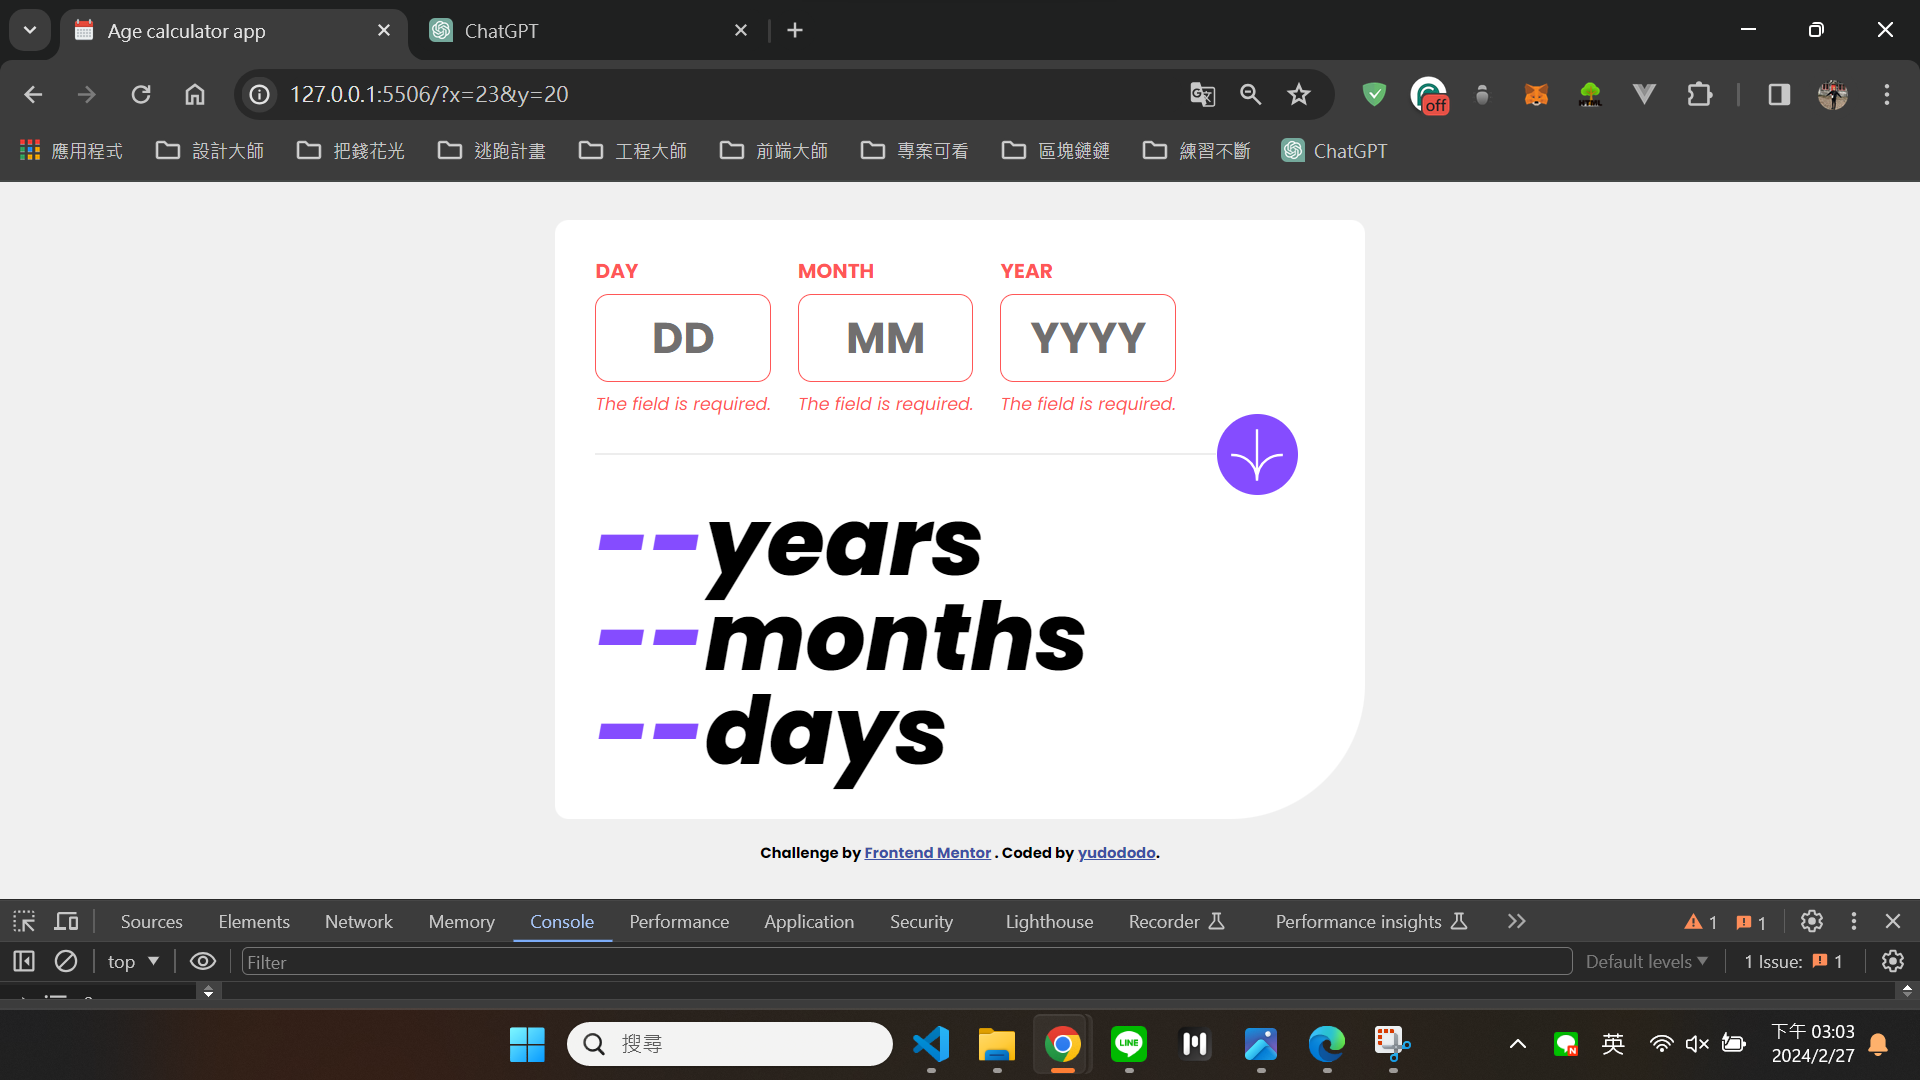 Age calculator app
ChatGPT
127.0.0.1:5506/?x=23&y=20
off
HTML
應用程式
設計大師
把錢花光
逃跑計畫
工程大師
前端大師
專案可看
區塊鏈鏈
練習不斷
ChatGPT
DAY MONTH YEAR
DD MM YYYY
The field is required. The field is required. The field is required.
--years
--months
--days
Challenge by Frontend Mentor . Coded by yudododo.
Sources Elements Network Memory Console Performance Application Security Lighthouse Recorder Performance insights 1 1
top Filter Default levels 1 Issue: 1
搜尋
LINE
N
英
下午 03:03
2024/2/27